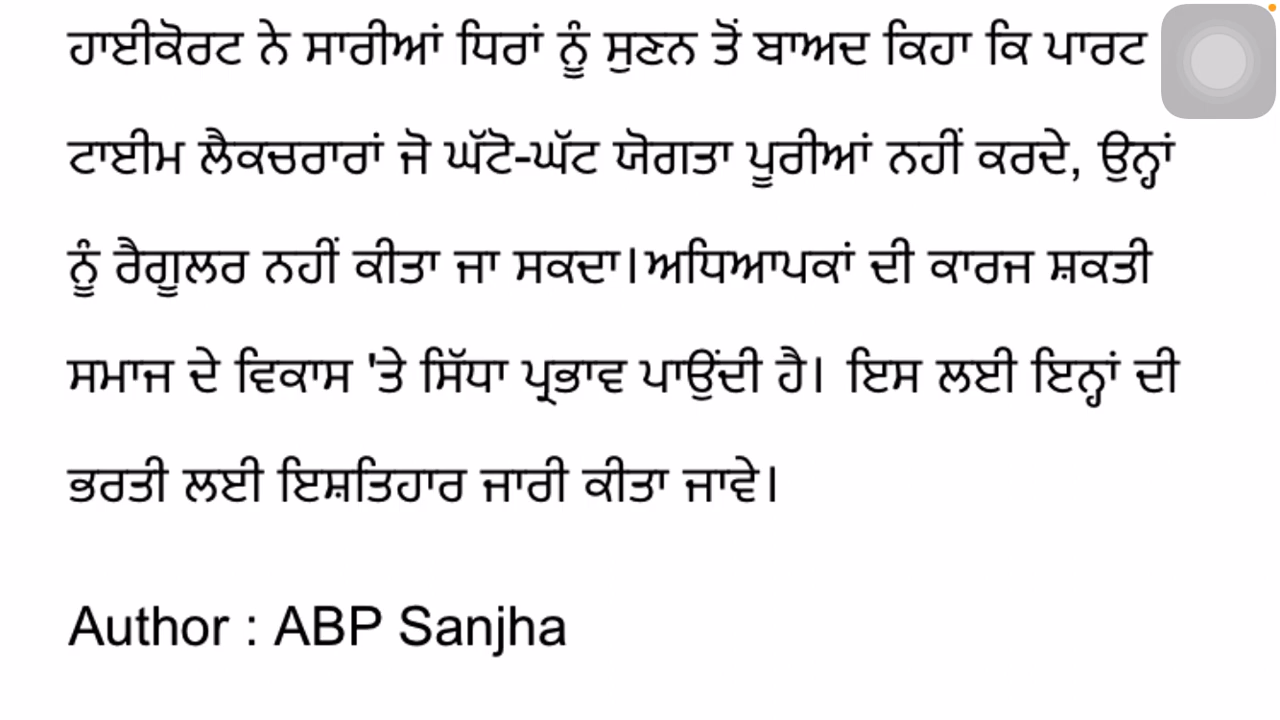 ਹਾਈਕੋਰਟ ਨੇ ਸਾਰੀਆਂ ਧਿਰਾਂ ਨੂੰ ਸੁਣਨ ਤੋਂ ਬਾਅਦ ਕਿਹਾ ਕਿ ਪਾਰਟ
ਟਾਈਮ ਲੈਕਚਰਾਰਾਂ ਜੋ ਘੱਟੋ-ਘੱਟ ਯੋਗਤਾ ਪੂਰੀਆਂ ਨਹੀਂ ਕਰਦੇ, ਉਨ੍ਹਾਂ
ਨੂੰ ਰੈਗੂਲਰ ਨਹੀਂ ਕੀਤਾ ਜਾ ਸਕਦਾ।ਅਧਿਆਪਕਾਂ ਦੀ ਕਾਰਜ ਸ਼ਕਤੀ
ਸਮਾਜ ਦੇ ਵਿਕਾਸ 'ਤੇ ਸਿੱਧਾ ਪ੍ਰਭਾਵ ਪਾਉਂਦੀ ਹੈ। ਇਸ ਲਈ ਇਨ੍ਹਾਂ ਦੀ
ਭਰਤੀ ਲਈ ਇਸ਼ਤਿਹਾਰ ਜਾਰੀ ਕੀਤਾ ਜਾਵੇ।
Author : ABP Sanjha